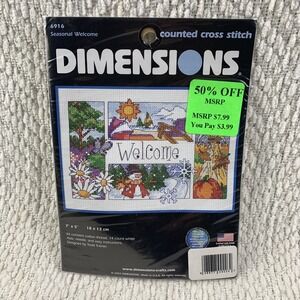 6916
Seasonal Welcome
counted cross stitch
DIMENSIONS
50% OFF
MSRP
MSRP $7.99
You Pay $3.99
Welcome
7" x 5" 18 x 13 cm
www.dimensions-crafts.com